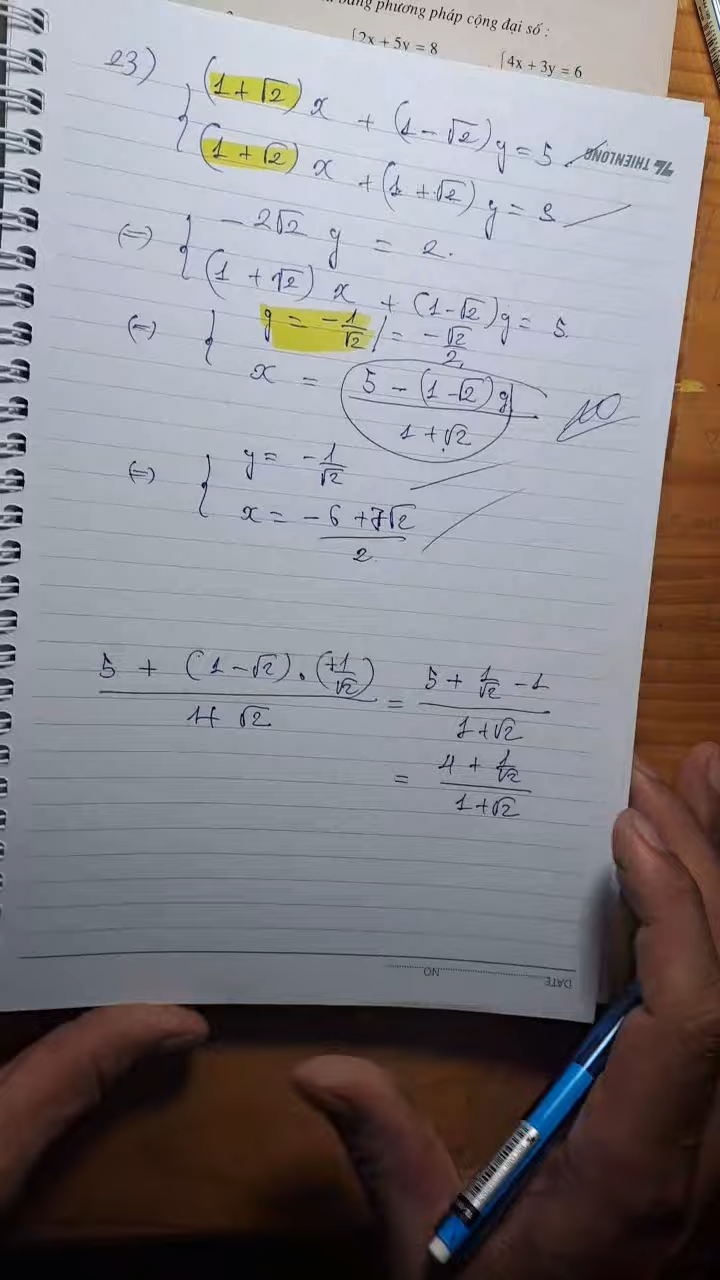 bằng phương pháp cộng đại số :
{2x + 5y = 8
{4x + 3y = 6
23) { (1+√2) x + (1-√2) y = 5
THIENLONG
(1+√2) x + (1+√2) y = 3
(=) { -2√2 y = 2.
(1+√2) x + (1-√2) y = 5.
(=) { y = -1/√2 / = -√2/2
x = (5 - (1-√2) y)/(1+√2)
10
(=) { y = -1/√2
x = (-6+7√2)/2
(5 + (1-√2).(+1/√2))/(1+√2) = (5 + 1/√2 - 1)/(1+√2)
= (4 + 1/√2)/(1+√2)
DATE NO